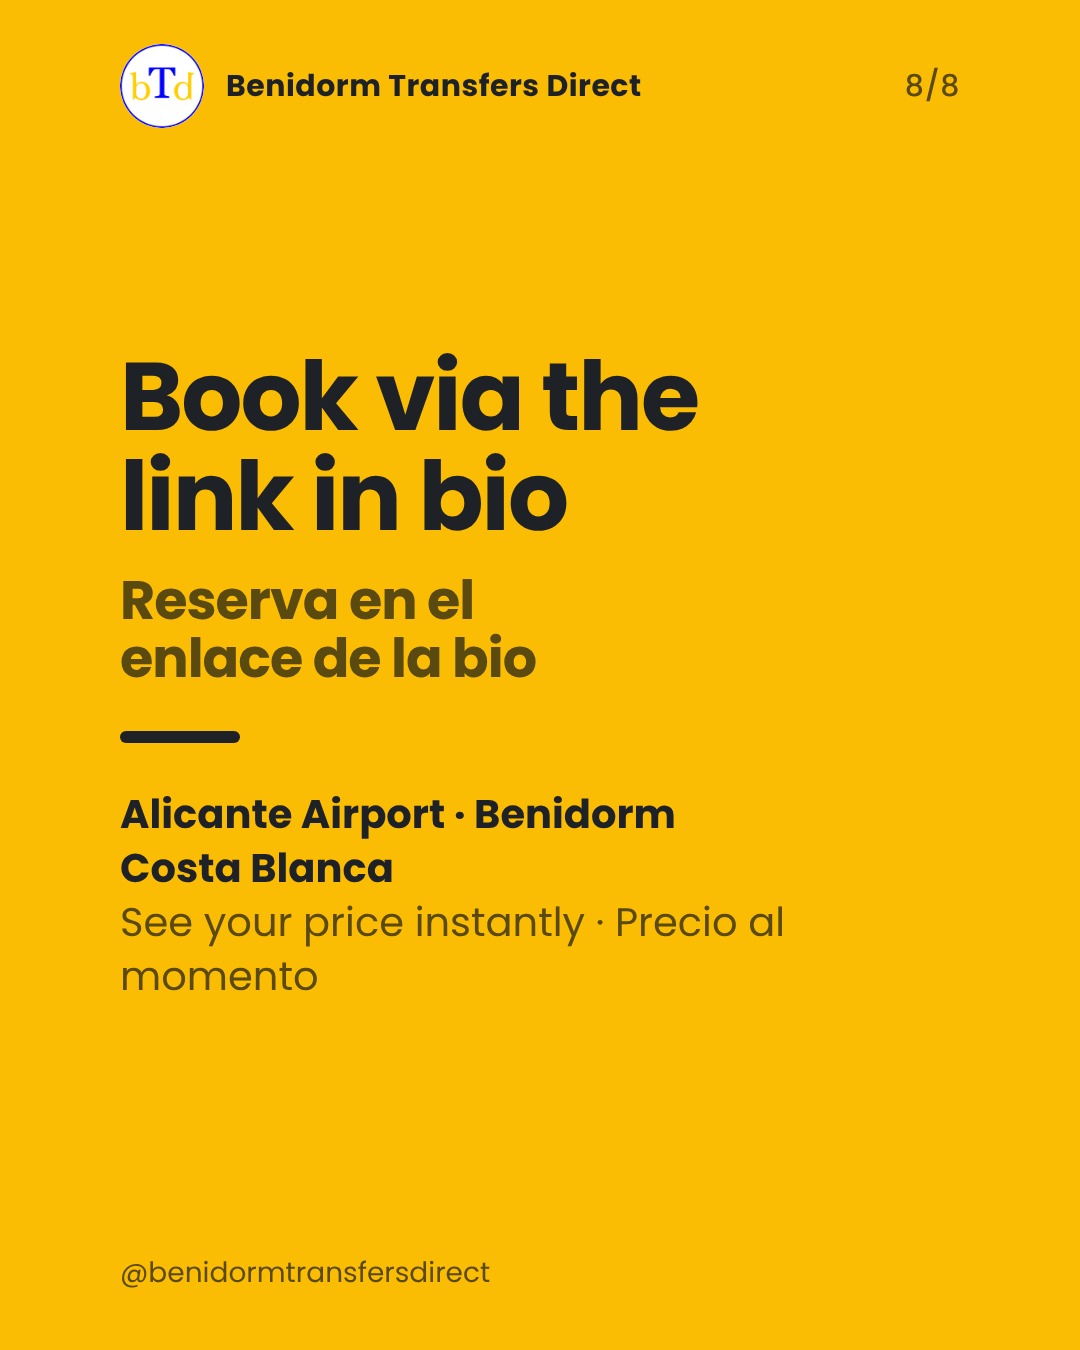 bTd
Benidorm Transfers Direct
8/8
Book via the
link in bio
Reserva en el
enlace de la bio
Alicante Airport · Benidorm
Costa Blanca
See your price instantly · Precio al
momento
@benidormtransfersdirect